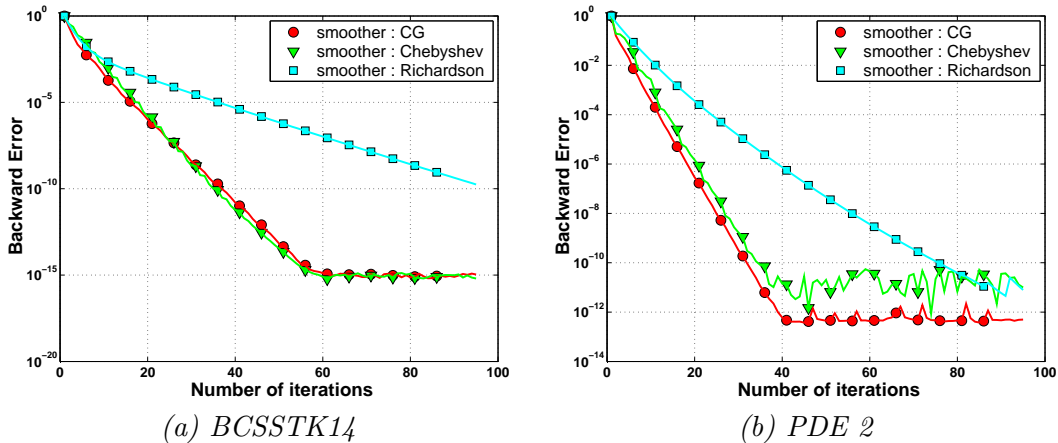 10^0
10^-5
10^-10
10^-15
10^-20
Backward Error
0 20 40 60 80 100
Number of iterations
smoother : CG
smoother : Chebyshev
smoother : Richardson
(a) BCSSTK14
10^0
10^-2
10^-4
10^-6
10^-8
10^-10
10^-12
10^-14
Backward Error
0 20 40 60 80 100
Number of iterations
smoother : CG
smoother : Chebyshev
smoother : Richardson
(b) PDE 2